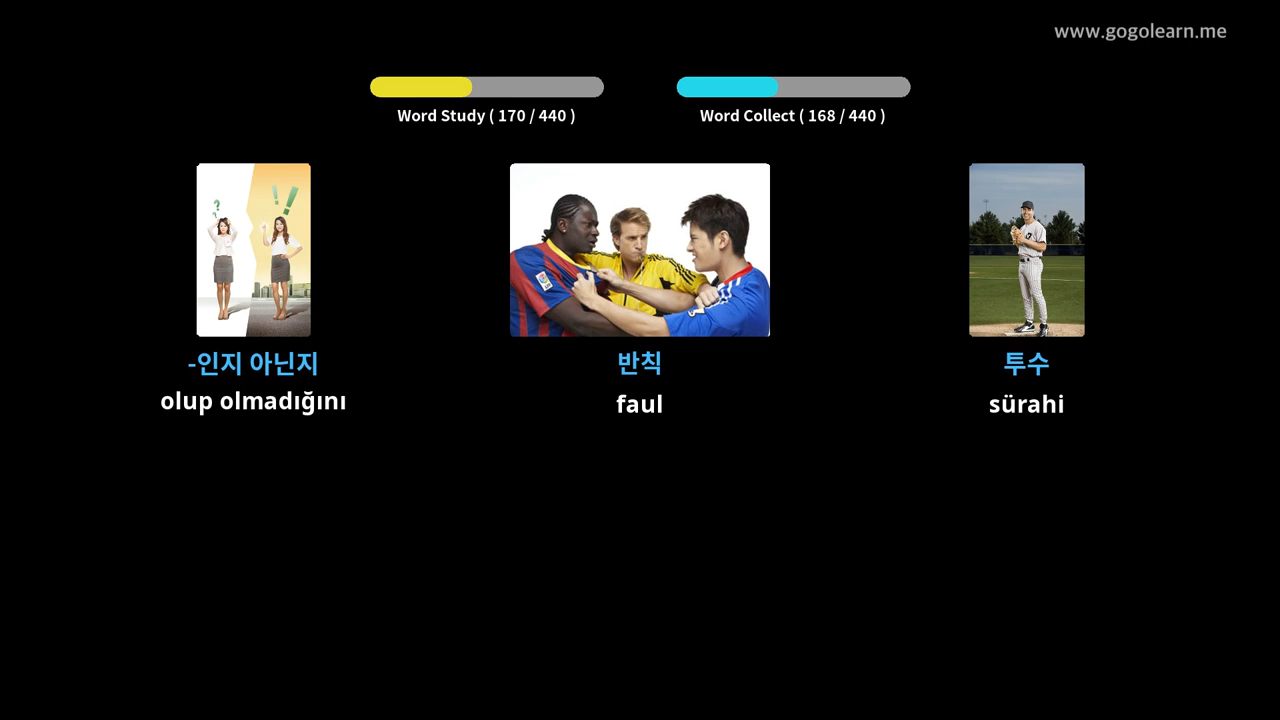 www.gogolearn.me
Word Study ( 170 / 440 )
Word Collect ( 168 / 440 )
-인지 아닌지
반칙
투수
olup olmadığını
faul
sürahi